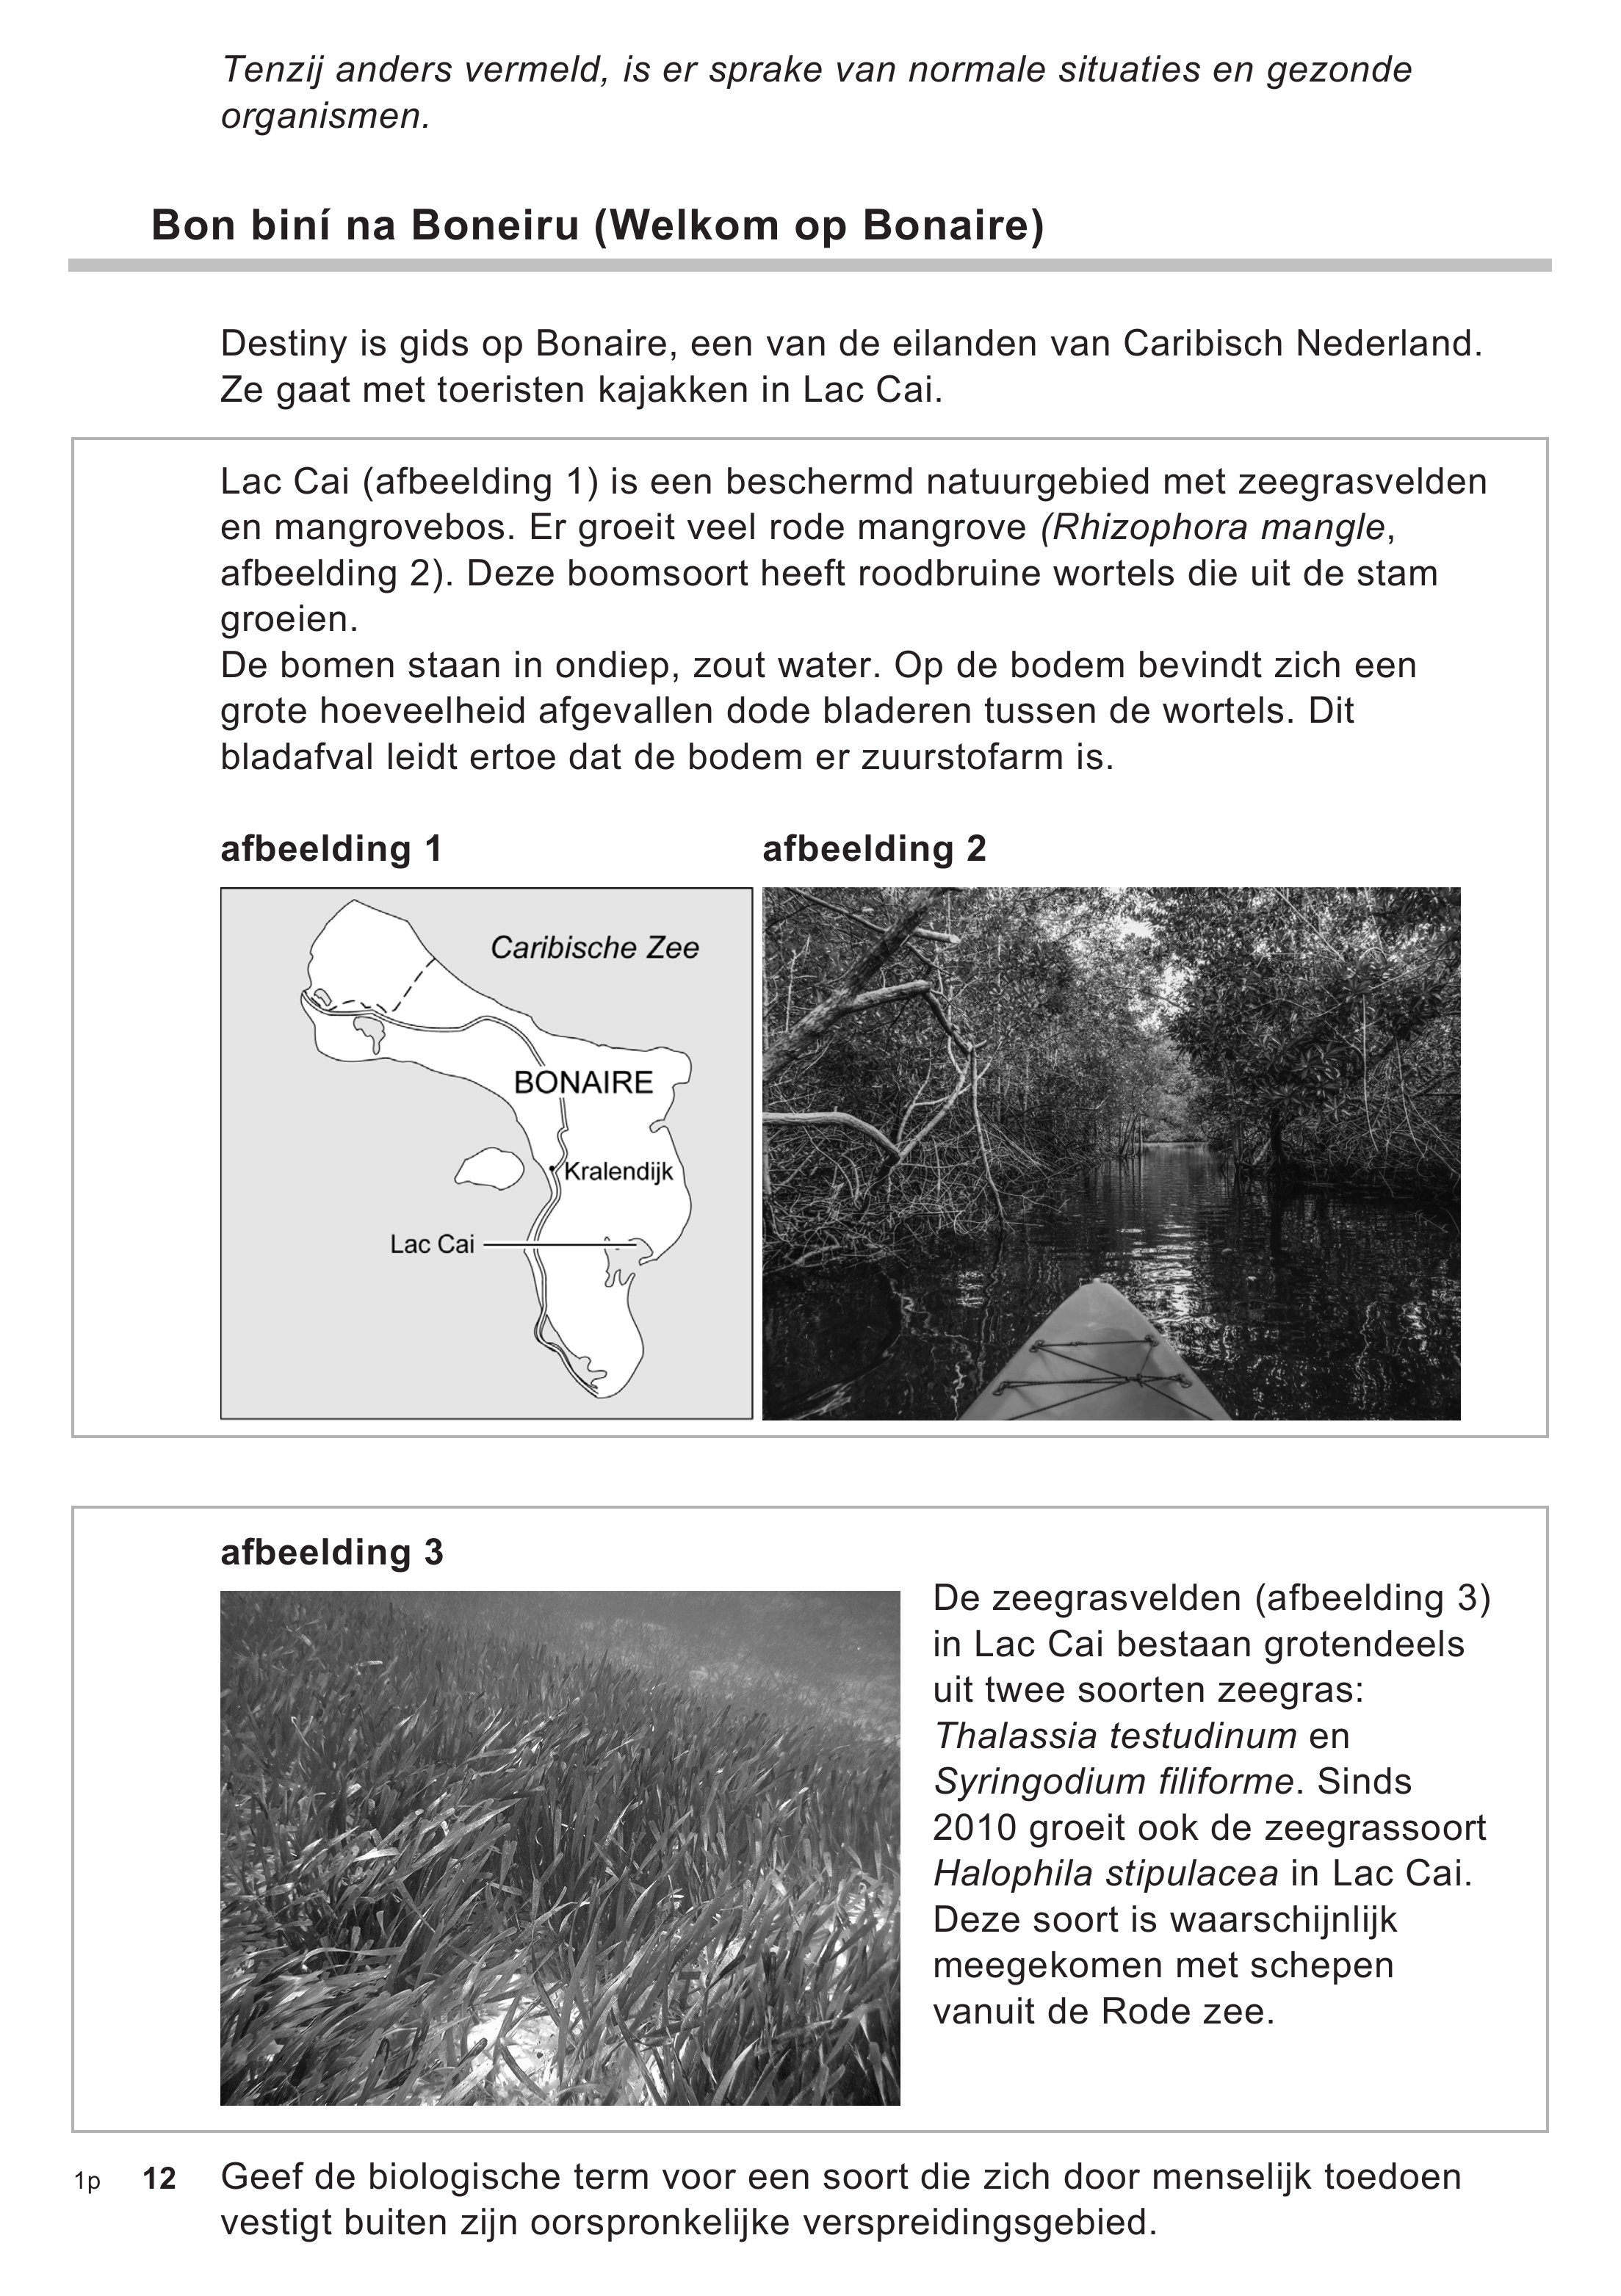 Tenzij anders vermeld, is er sprake van normale situaties en gezonde
organismen.
Bon biní na Boneiru (Welkom op Bonaire)
Destiny is gids op Bonaire, een van de eilanden van Caribisch Nederland.
Ze gaat met toeristen kajakken in Lac Cai.
Lac Cai (afbeelding 1) is een beschermd natuurgebied met zeegrasvelden
en mangrovebos. Er groeit veel rode mangrove (Rhizophora mangle,
afbeelding 2). Deze boomsoort heeft roodbruine wortels die uit de stam
groeien.
De bomen staan in ondiep, zout water. Op de bodem bevindt zich een
grote hoeveelheid afgevallen dode bladeren tussen de wortels. Dit
bladafval leidt ertoe dat de bodem er zuurstofarm is.
afbeelding 1
Caribische Zee
BONAIRE
Kralendijk
Lac Cai
afbeelding 2
afbeelding 3
De zeegrasvelden (afbeelding 3)
in Lac Cai bestaan grotendeels
uit twee soorten zeegras:
Thalassia testudinum en
Syringodium filiforme. Sinds
2010 groeit ook de zeegrassoort
Halophila stipulacea in Lac Cai.
Deze soort is waarschijnlijk
meegekomen met schepen
vanuit de Rode zee.
1p 12 Geef de biologische term voor een soort die zich door menselijk toedoen
vestigt buiten zijn oorspronkelijke verspreidingsgebied.